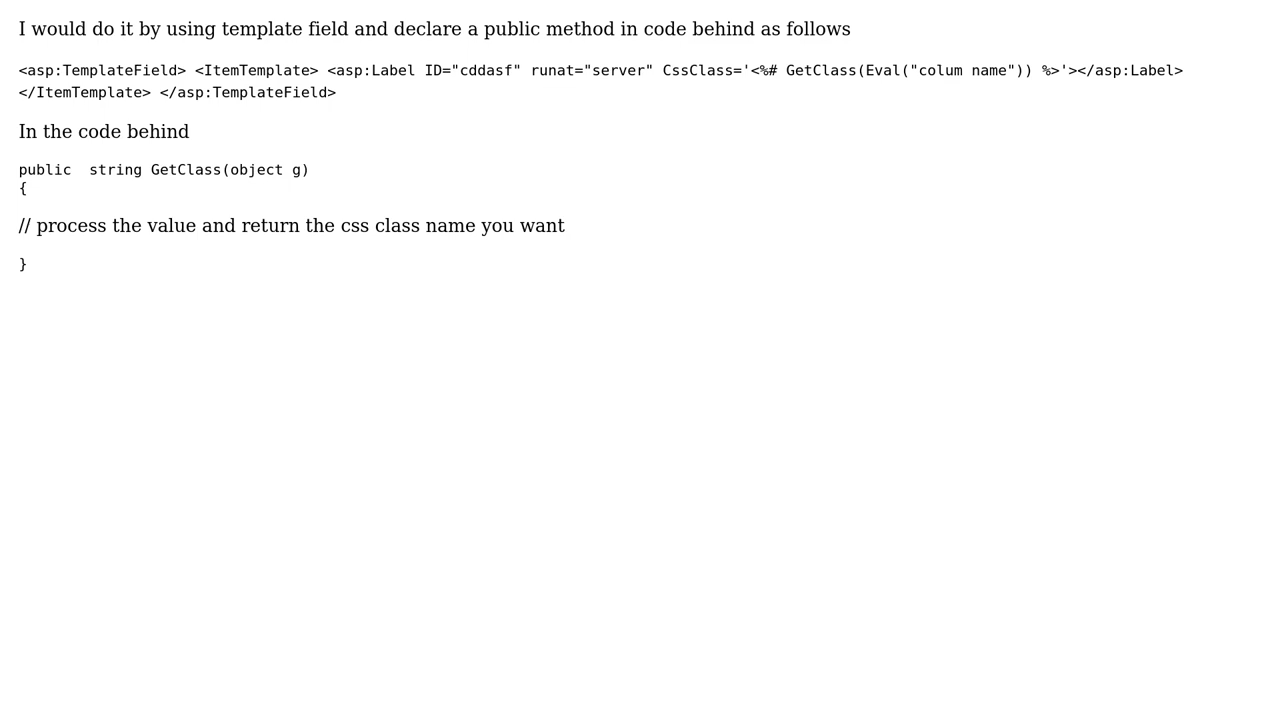 I would do it by using template field and declare a public method in code behind as follows
<asp:TemplateField> <ItemTemplate> <asp:Label ID="cddasf" runat="server" CssClass='<%# GetClass(Eval("colum name")) %>'></asp:Label>
</ItemTemplate> </asp:TemplateField>
In the code behind
public  string GetClass(object g)
{
// process the value and return the css class name you want
}